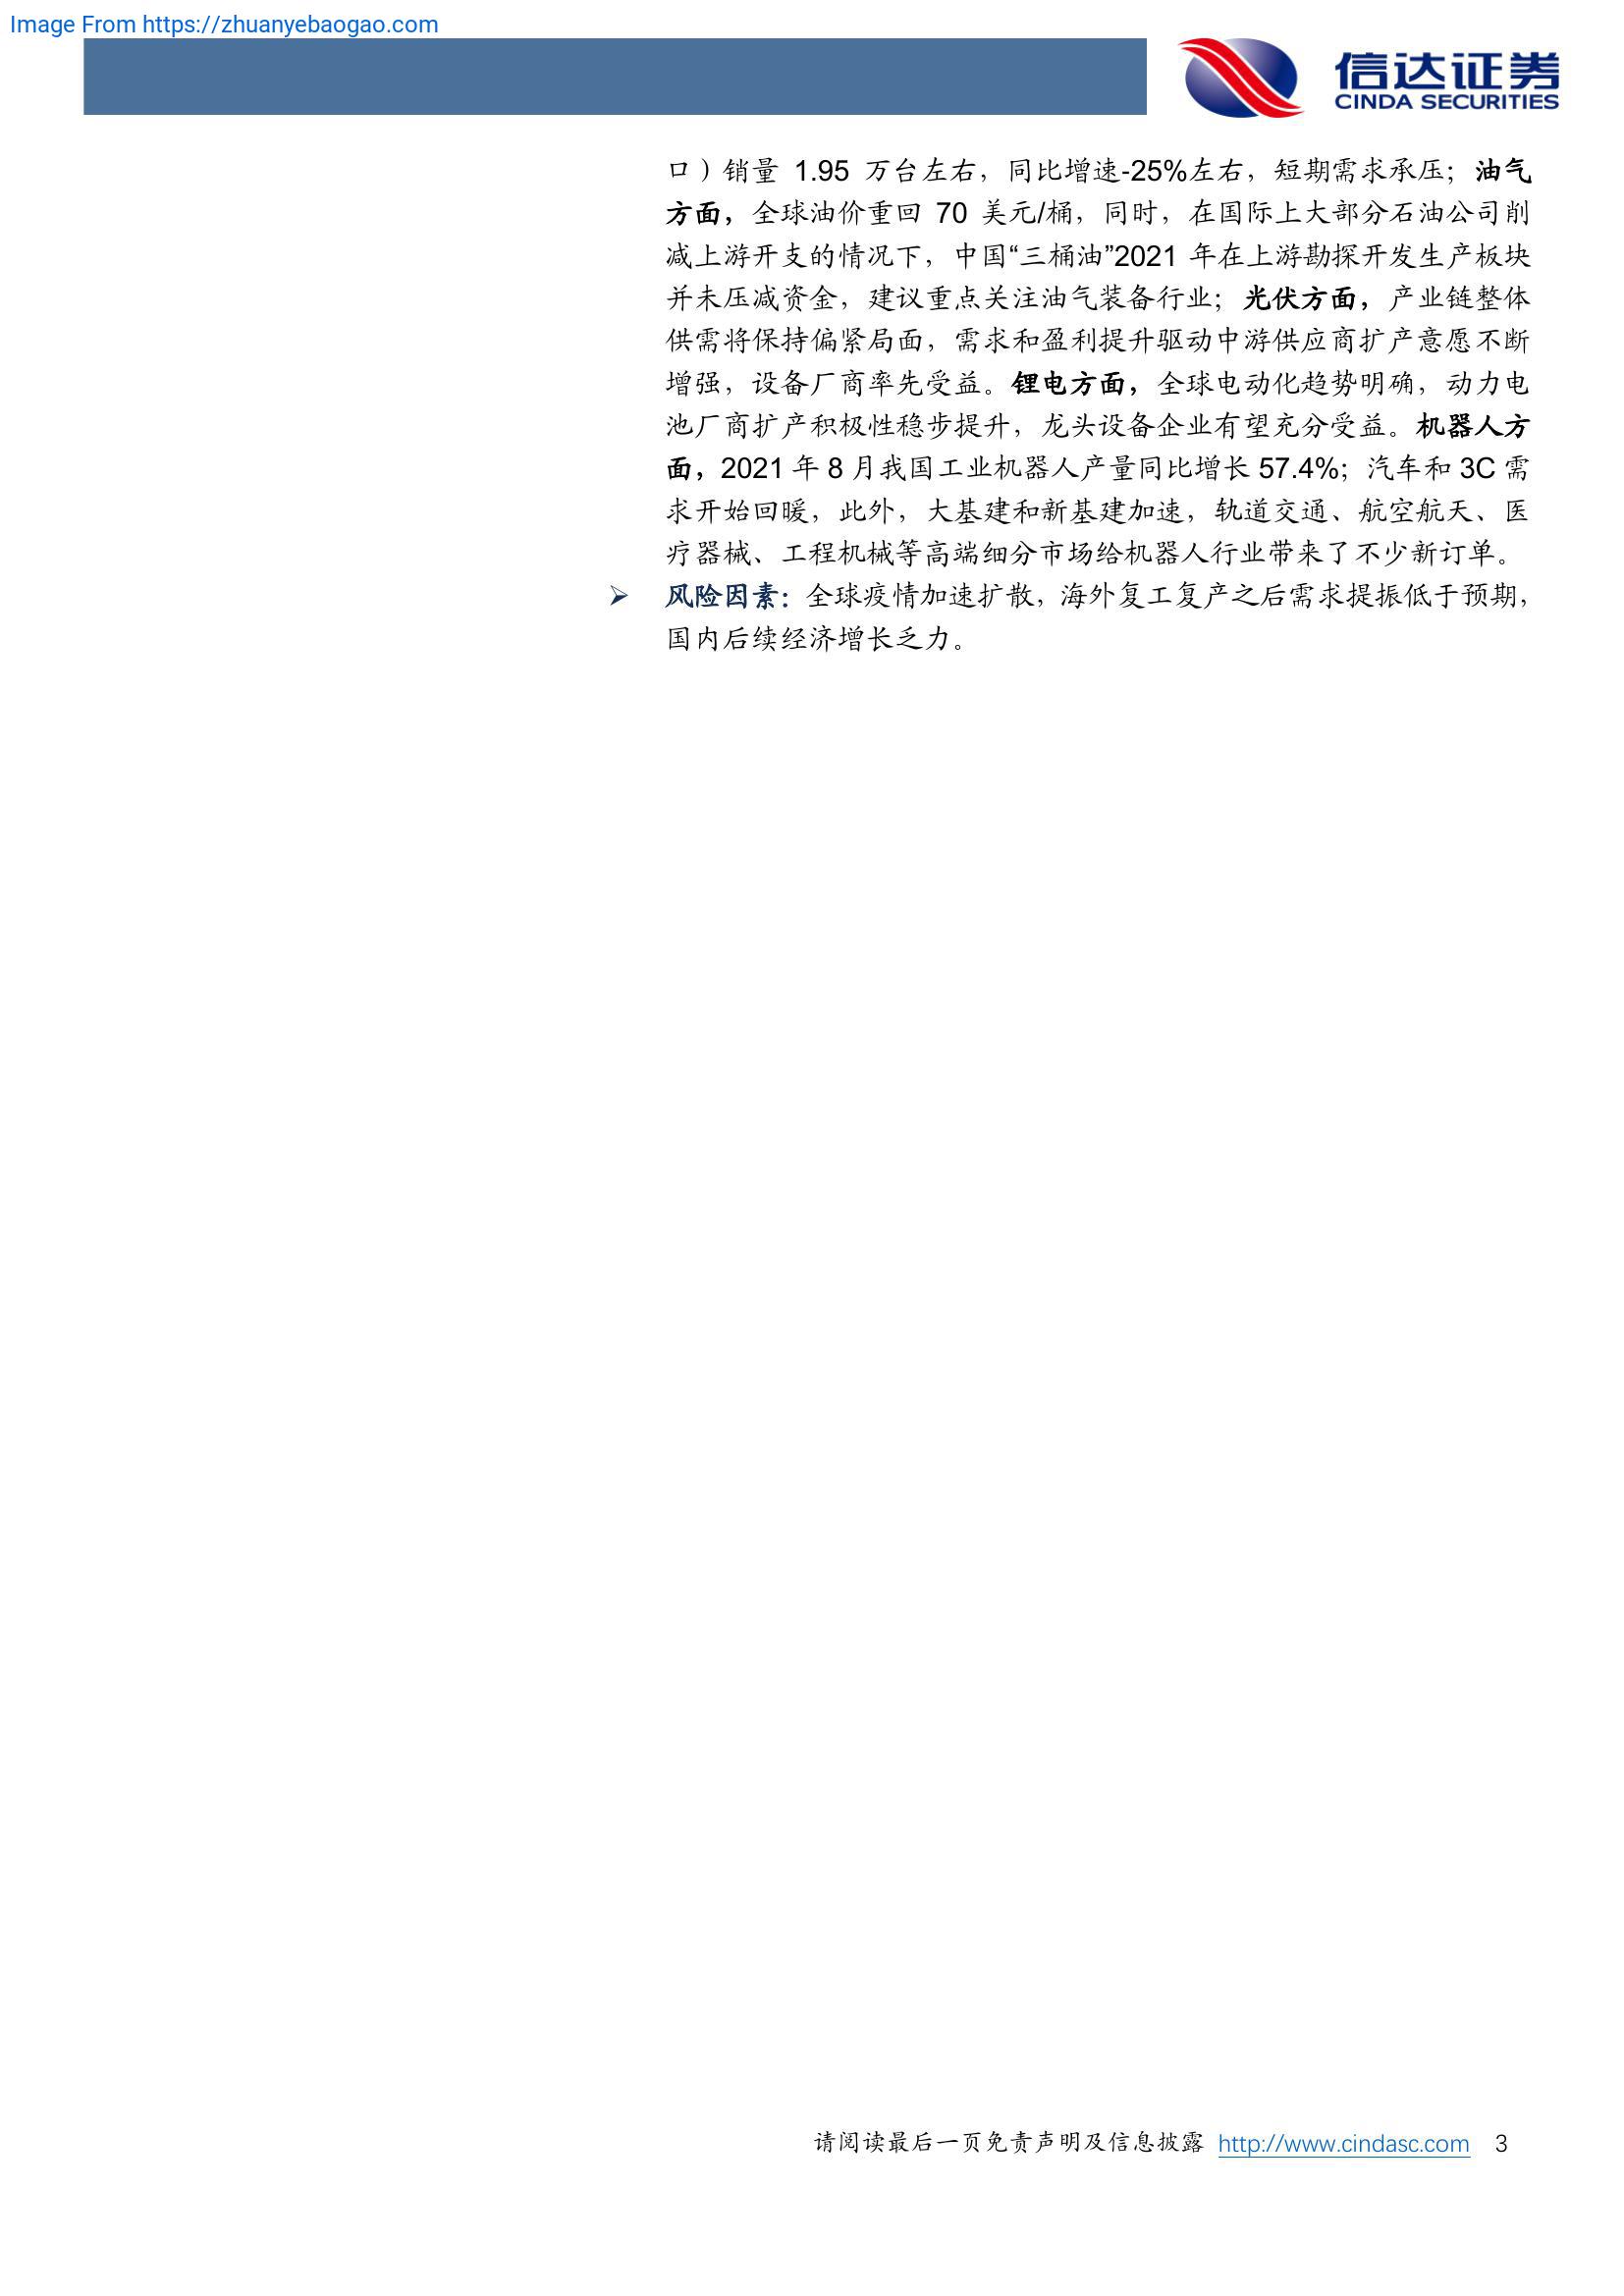 Image From https://zhuanyebaogao.com
信达证券
CINDA SECURITIES
口）销量 1.95 万台左右，同比增速-25%左右，短期需求承压；油气
方面，全球油价重回 70 美元/桶，同时，在国际上大部分石油公司削
减上游开支的情况下，中国“三桶油”2021 年在上游勘探开发生产板块
并未压减资金，建议重点关注油气装备行业；光伏方面，产业链整体
供需将保持偏紧局面，需求和盈利提升驱动中游供应商扩产意愿不断
增强，设备厂商率先受益。锂电方面，全球电动化趋势明确，动力电
池厂商扩产积极性稳步提升，龙头设备企业有望充分受益。机器人方
面，2021 年 8 月我国工业机器人产量同比增长 57.4%；汽车和 3C 需
求开始回暖，此外，大基建和新基建加速，轨道交通、航空航天、医
疗器械、工程机械等高端细分市场给机器人行业带来了不少新订单。
➢ 风险因素：全球疫情加速扩散，海外复工复产之后需求提振低于预期，
国内后续经济增长乏力。
请阅读最后一页免责声明及信息披露 http://www.cindasc.com 3